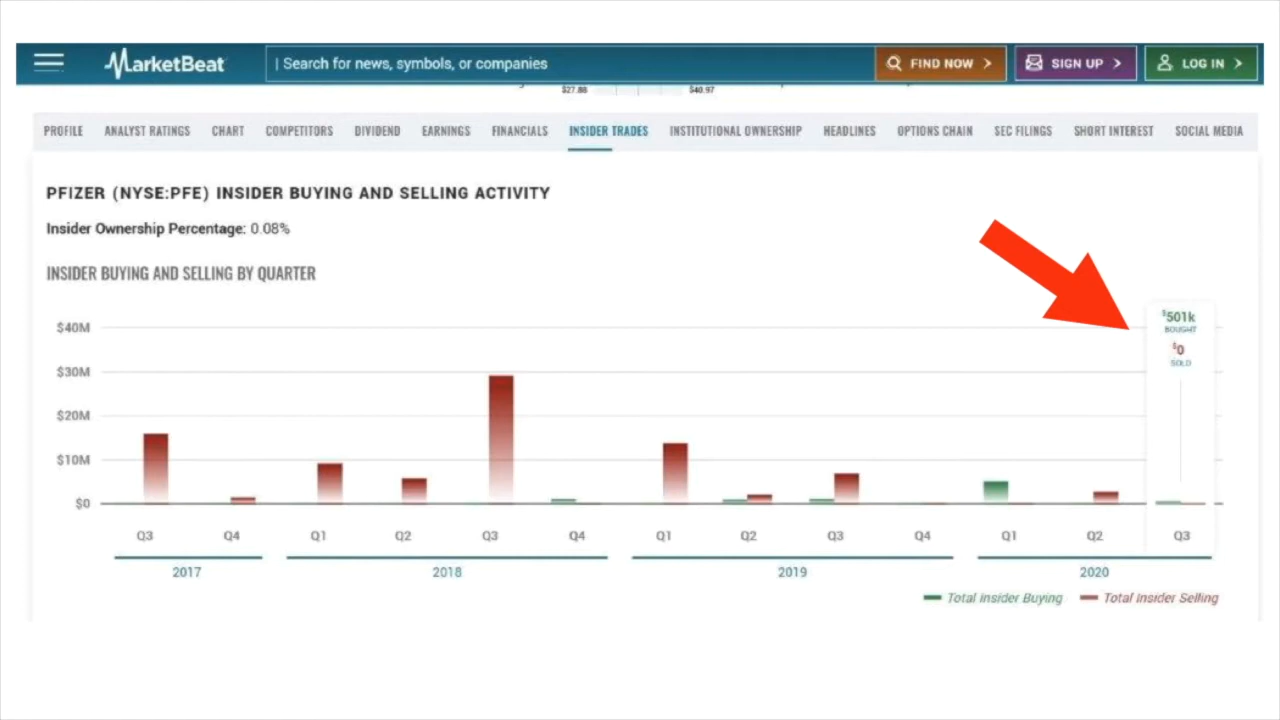 MarketBeat
| Search for news, symbols, or companies
FIND NOW >
SIGN UP >
LOG IN >
$27.88
$40.97
PROFILE ANALYST RATINGS CHART COMPETITORS DIVIDEND EARNINGS FINANCIALS INSIDER TRADES INSTITUTIONAL OWNERSHIP HEADLINES OPTIONS CHAIN SEC FILINGS SHORT INTEREST SOCIAL MEDIA
PFIZER (NYSE:PFE) INSIDER BUYING AND SELLING ACTIVITY
Insider Ownership Percentage: 0.08%
INSIDER BUYING AND SELLING BY QUARTER
$501k
BOUGHT
$0
SOLD
$40M
$30M
$20M
$10M
$0
Q3 Q4 Q1 Q2 Q3 Q4 Q1 Q2 Q3 Q4 Q1 Q2 Q3
2017 2018 2019 2020
Total Insider Buying Total Insider Selling